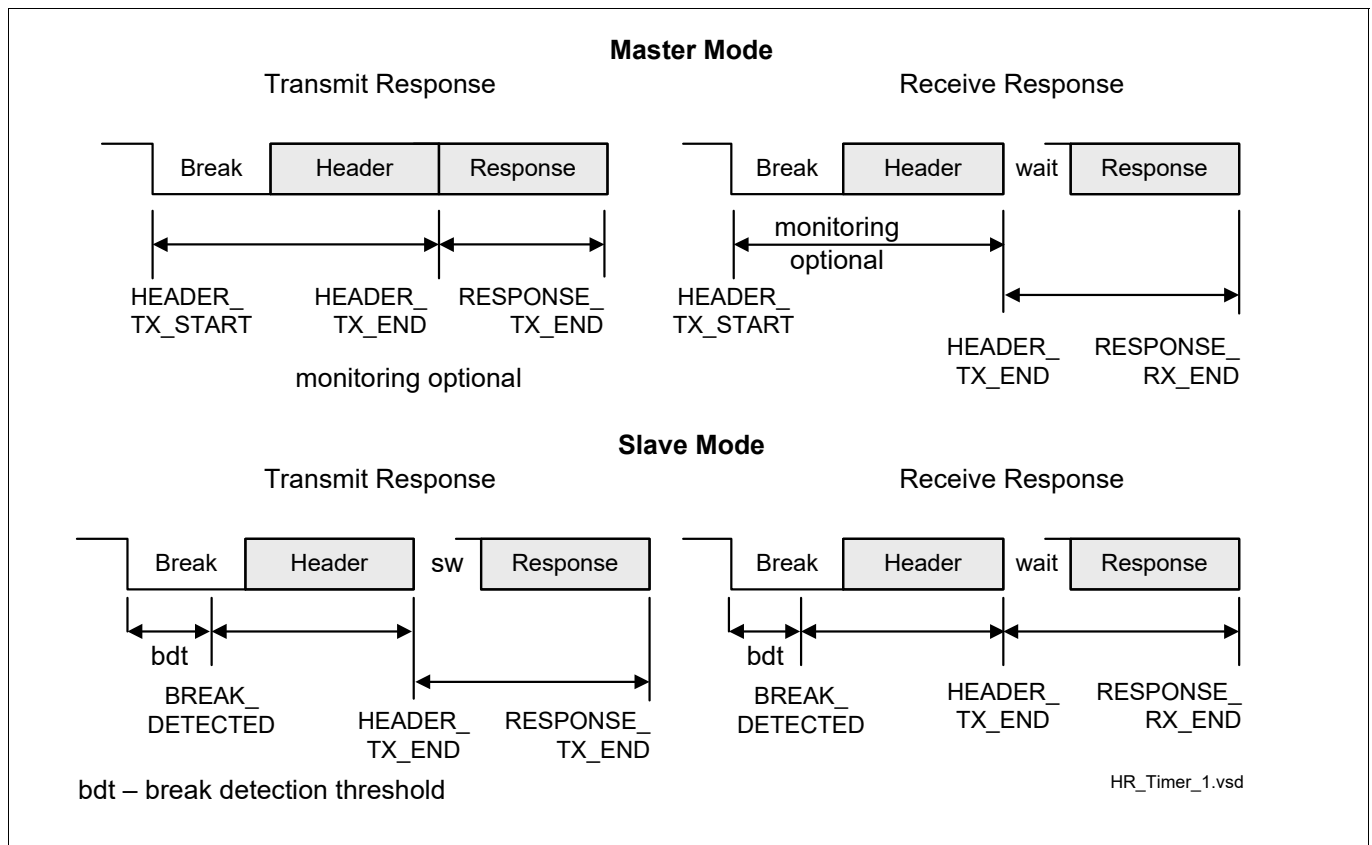 Master Mode
Transmit Response
Receive Response
Break
Header
Response
Break
Header
wait
Response
monitoring
optional
HEADER_
TX_START
HEADER_
TX_END
RESPONSE_
TX_END
HEADER_
TX_START
monitoring optional
HEADER_
TX_END
RESPONSE_
RX_END
Slave Mode
Transmit Response
Receive Response
Break
Header
sw
Response
Break
Header
wait
Response
bdt
BREAK_
DETECTED
HEADER_
TX_END
RESPONSE_
TX_END
bdt
BREAK_
DETECTED
HEADER_
TX_END
RESPONSE_
RX_END
bdt – break detection threshold
HR_Timer_1.vsd